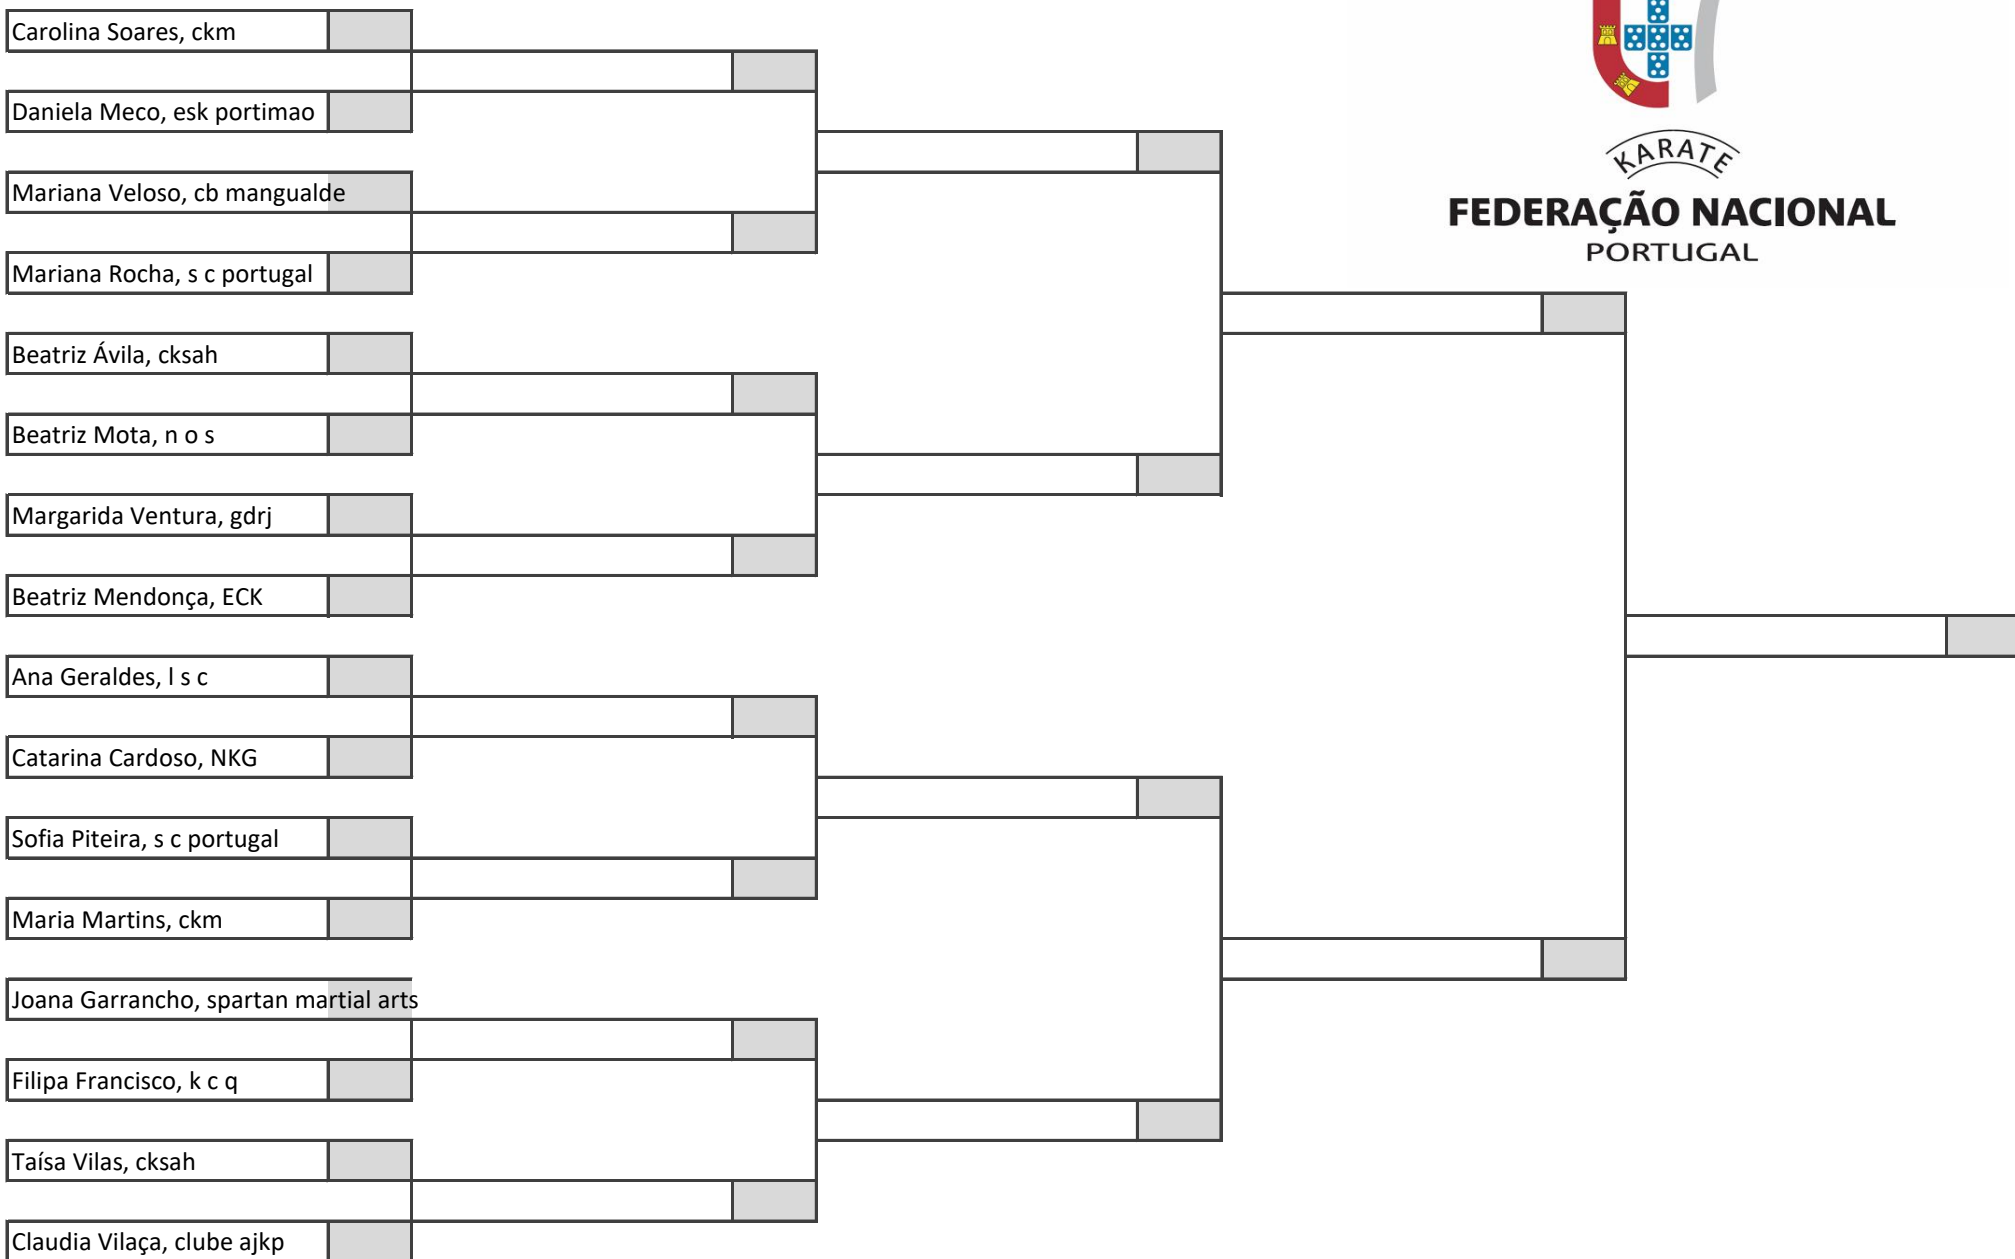 Carolina Soares, ckm
Daniela Meco, esk portimao
Mariana Veloso, cb mangualde
Mariana Rocha, s c portugal
Beatriz Ávila, cksah
Beatriz Mota, n o s
Margarida Ventura, gdrj
Beatriz Mendonça, ECK
Ana Geraldes, l s c
Catarina Cardoso, NKG
Sofia Piteira, s c portugal
Maria Martins, ckm
Joana Garrancho, spartan martial arts
Filipa Francisco, k c q
Taísa Vilas, cksah
Claudia Vilaça, clube ajkp
KARATE
FEDERAÇÃO NACIONAL
PORTUGAL